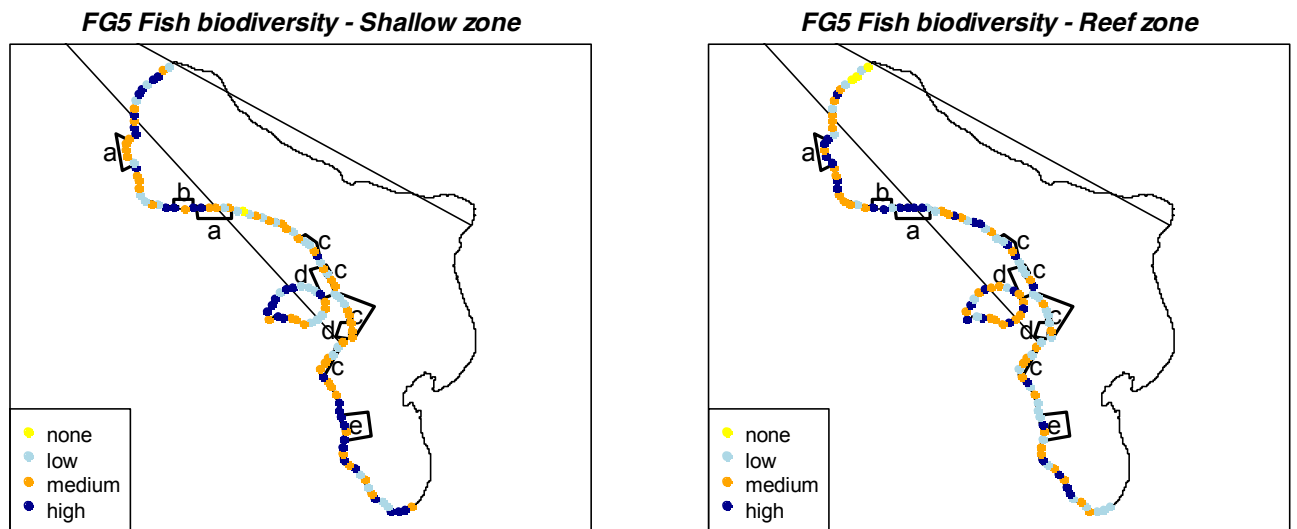 FG5 Fish biodiversity - Shallow zone
a
b
a
c
c
d
c
d
c
e
none
low
medium
high
FG5 Fish biodiversity - Reef zone
a
b
a
c
c
d
c
d
c
e
none
low
medium
high